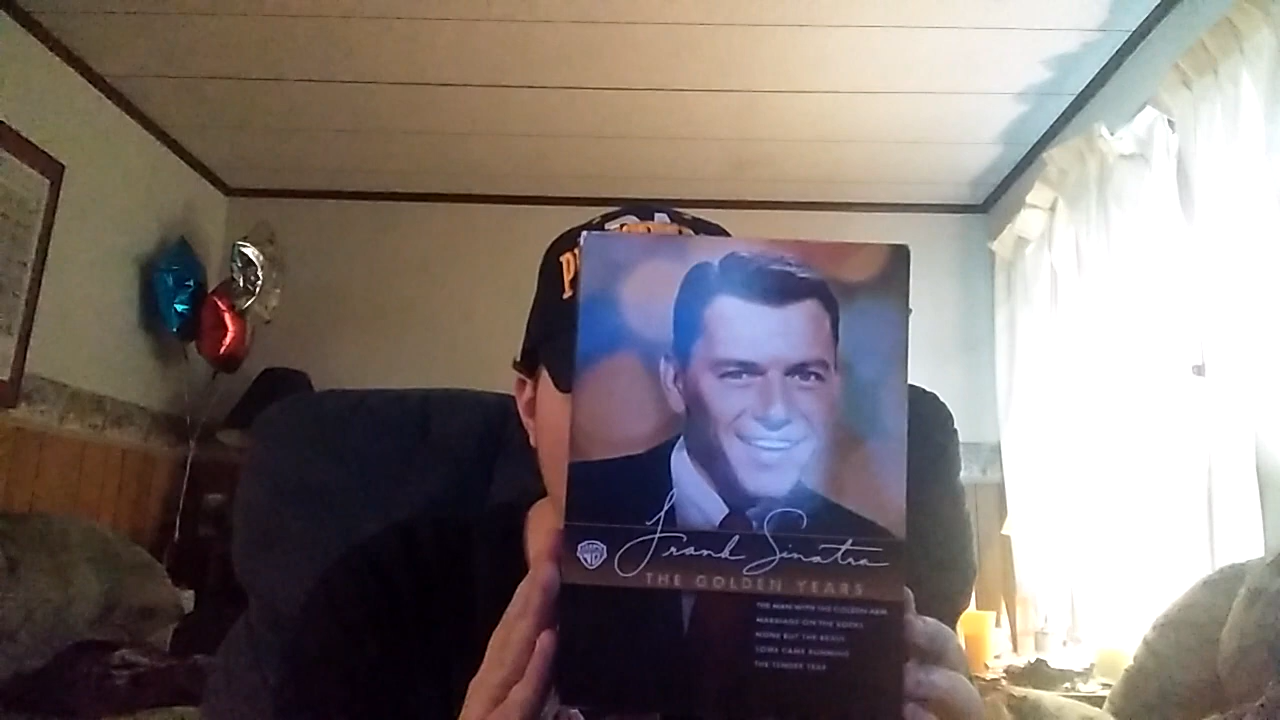 P
Frank Sinatra
WB
THE GOLDEN YEARS
THE MAN WITH THE GOLDEN ARM
MARRIAGE ON THE ROCKS
NONE BUT THE BRAVE
SOME CAME RUNNING
THE TENDER TRAP